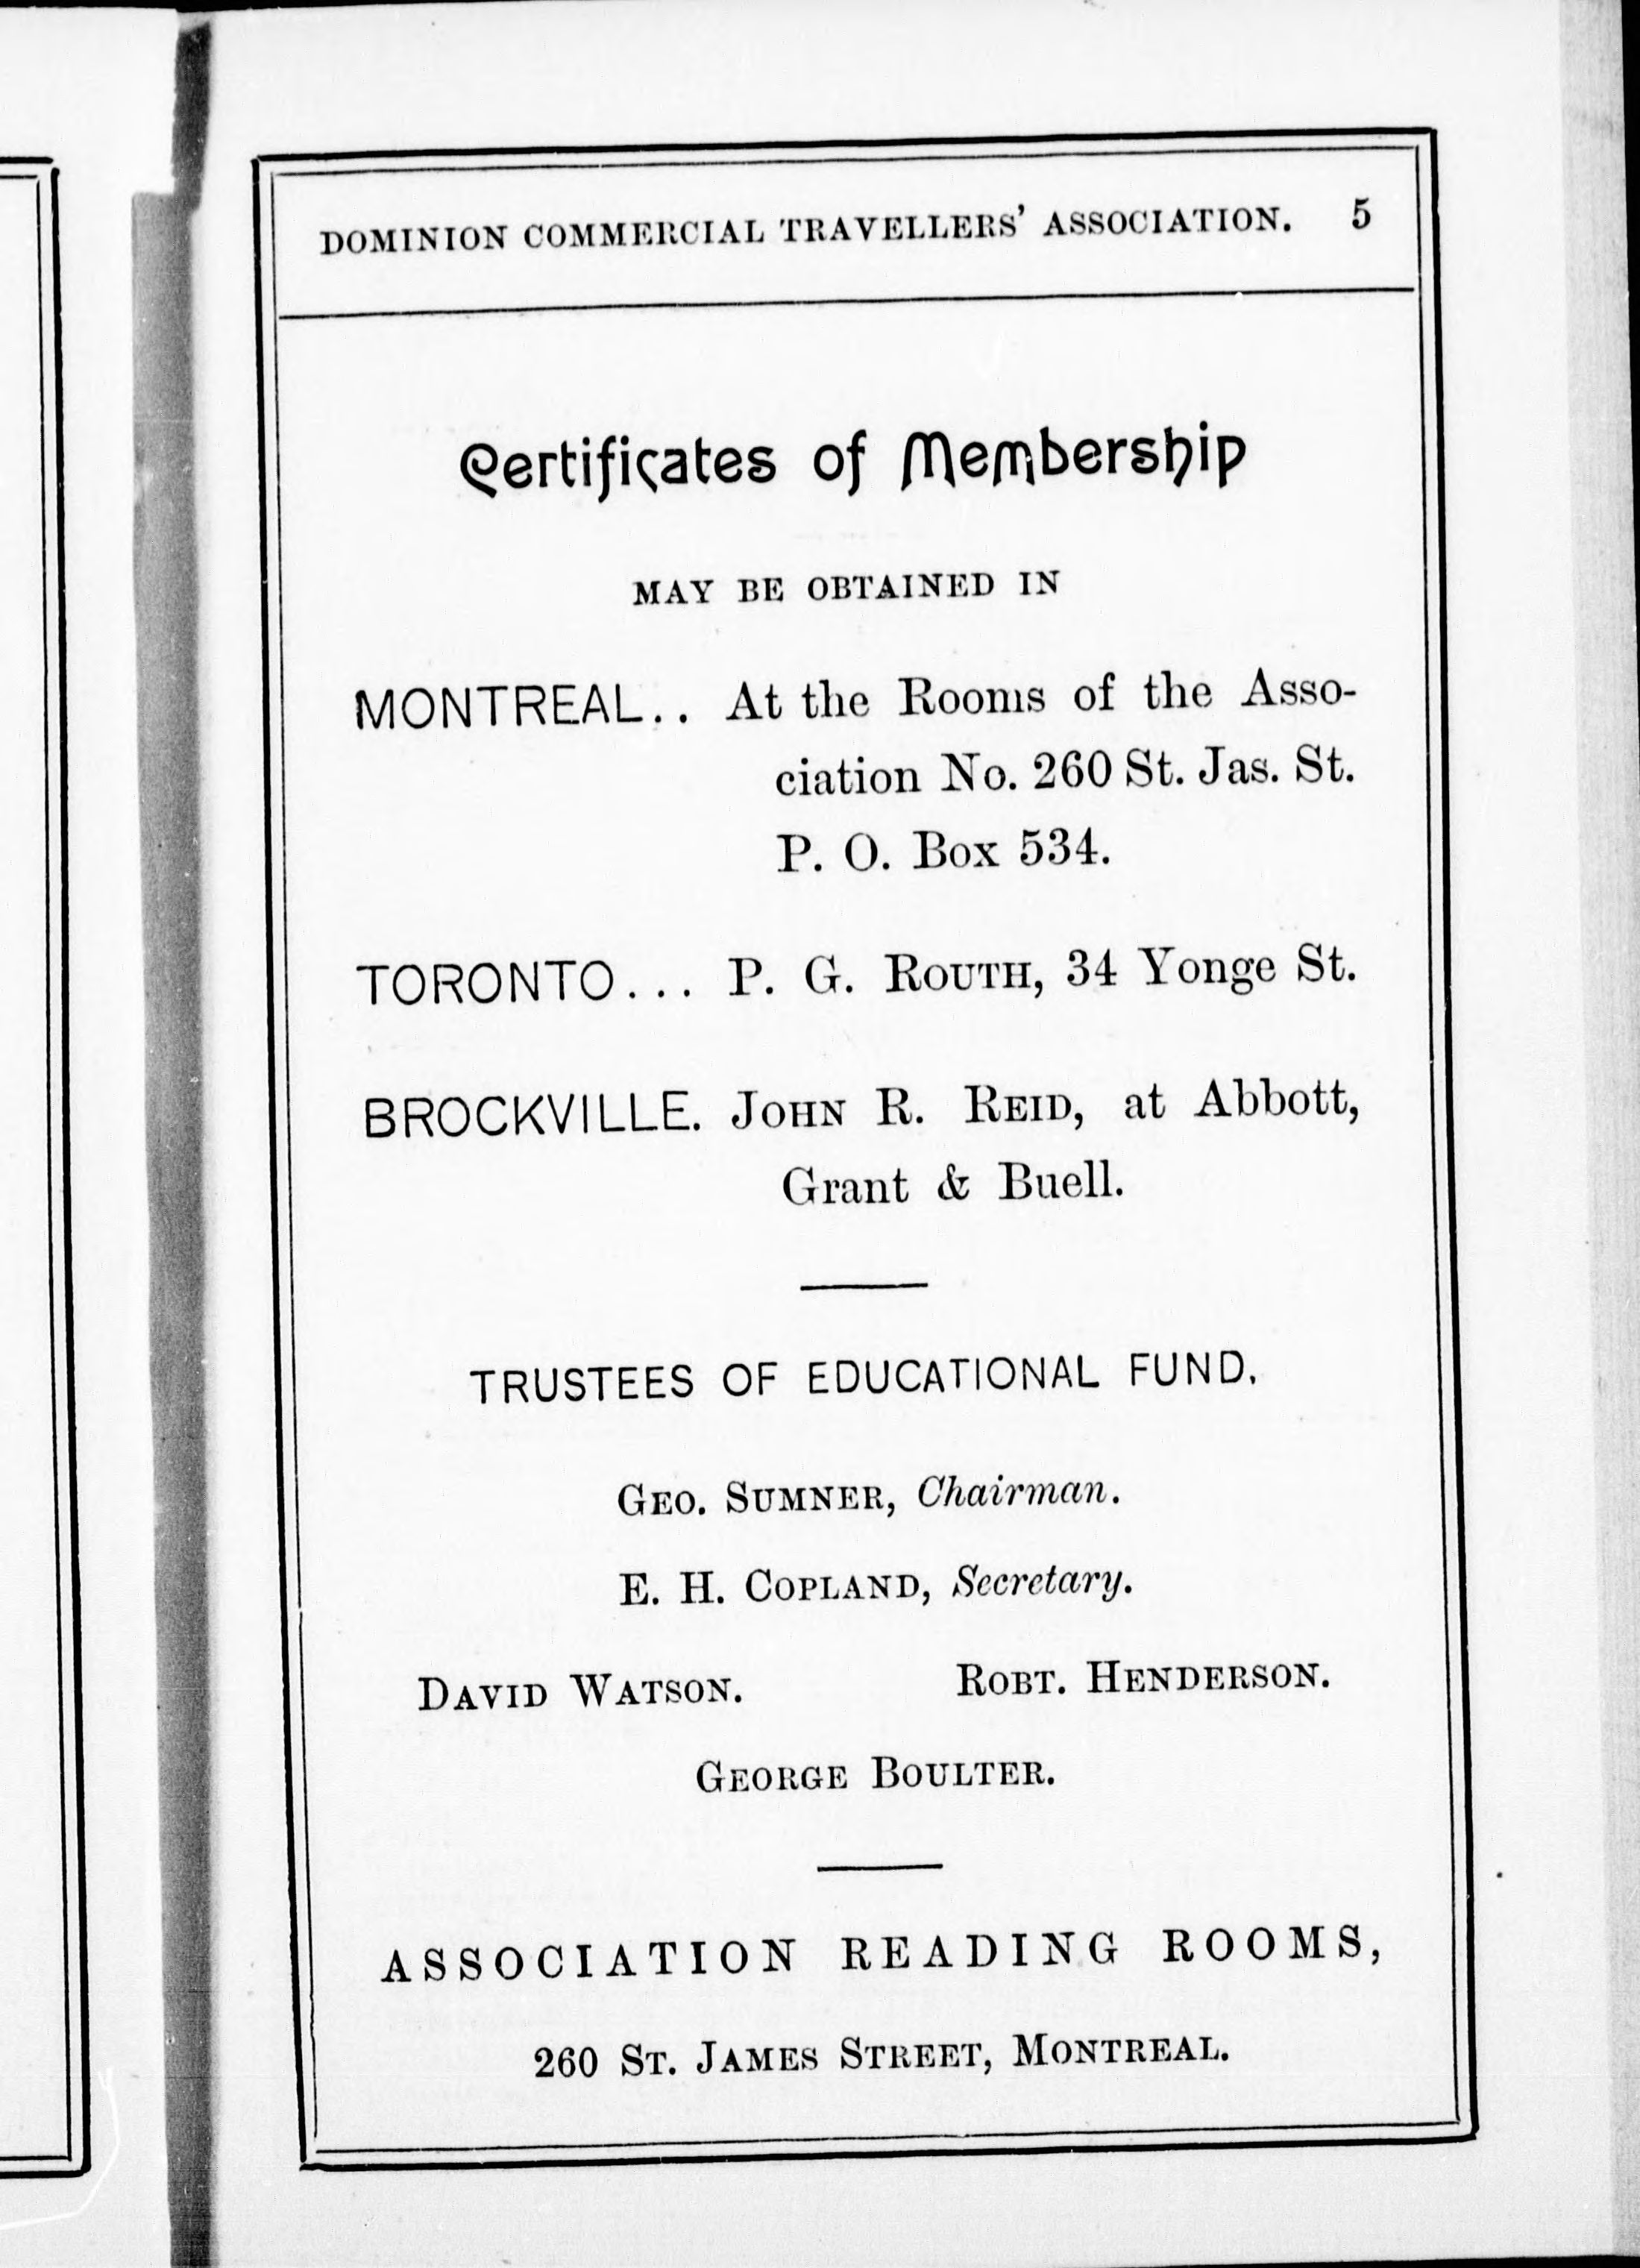 DOMINION COMMERCIAL TRAVELLERS' ASSOCIATION. 5
Certificates of Membership
MAY BE OBTAINED IN
MONTREAL.. At the Rooms of the Asso-
ciation No. 260 St. Jas. St.
P. O. Box 534.
TORONTO... P. G. ROUTH, 34 Yonge St.
BROCKVILLE. JOHN R. REID, at Abbott,
Grant & Buell.
TRUSTEES OF EDUCATIONAL FUND.
GEO. SUMNER, Chairman.
E. H. COPLAND, Secretary.
DAVID WATSON. ROBT. HENDERSON.
GEORGE BOULTER.
ASSOCIATION READING ROOMS,
260 ST. JAMES STREET, MONTREAL.